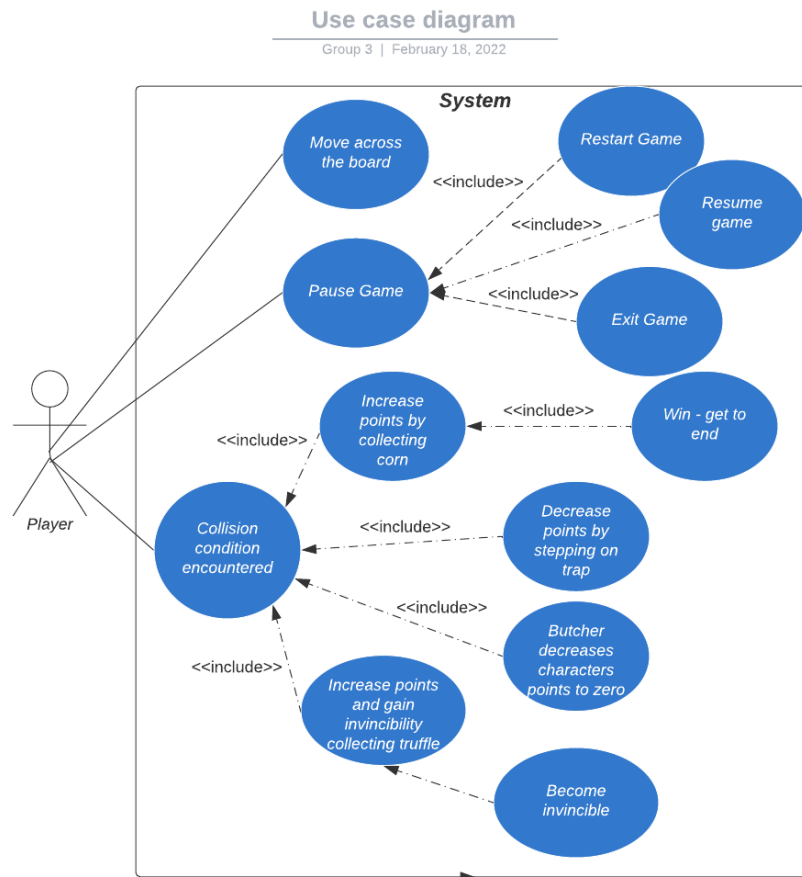 Use case diagram
Group 3 | February 18, 2022
System
Move across
the board
Restart Game
<<include>>
Resume
game
<<include>>
Pause Game
<<include>>
Exit Game
Increase
points by
collecting
corn
<<include>>
Win - get to
end
<<include>>
Player
Collision
condition
encountered
<<include>>
Decrease
points by
stepping on
trap
<<include>>
Butcher
decreases
characters
points to zero
<<include>>
Increase points
and gain
invincibility
collecting truffle
Become
invincible